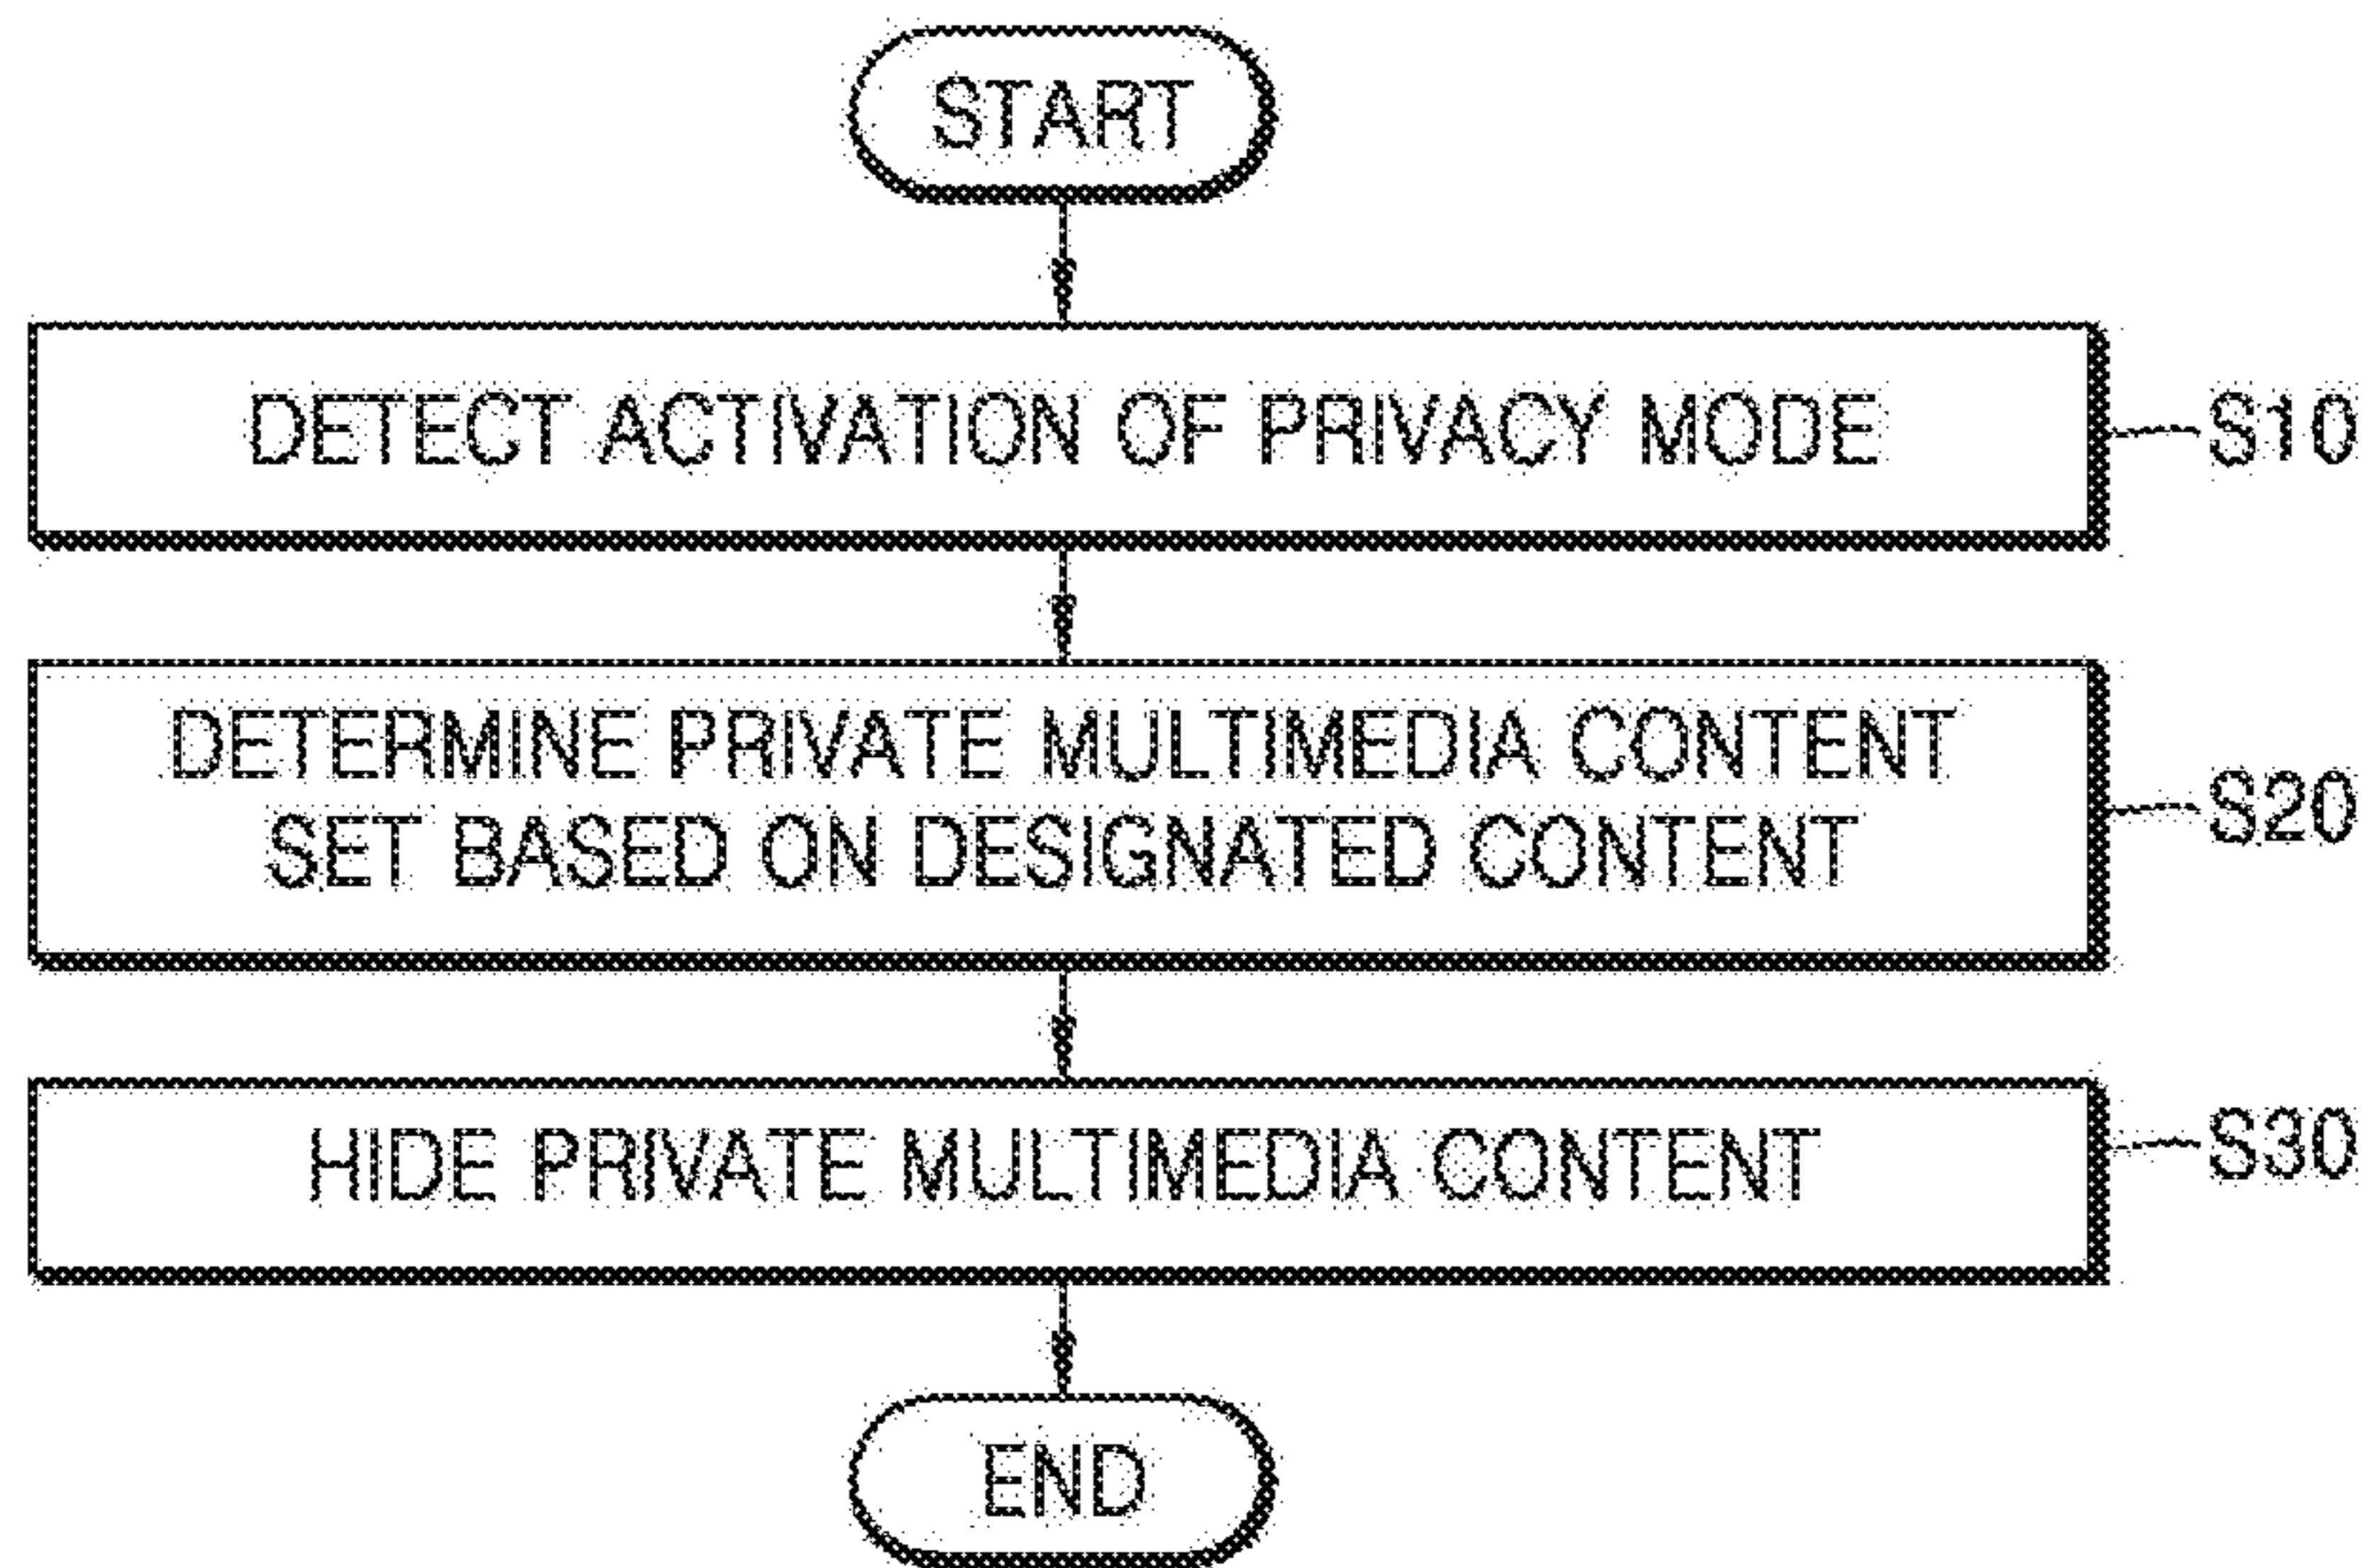 START
DETECT ACTIVATION OF PRIVACY MODE
S10
DETERMINE PRIVATE MULTIMEDIA CONTENT
SET BASED ON DESIGNATED CONTENT
S20
HIDE PRIVATE MULTIMEDIA CONTENT
S30
END